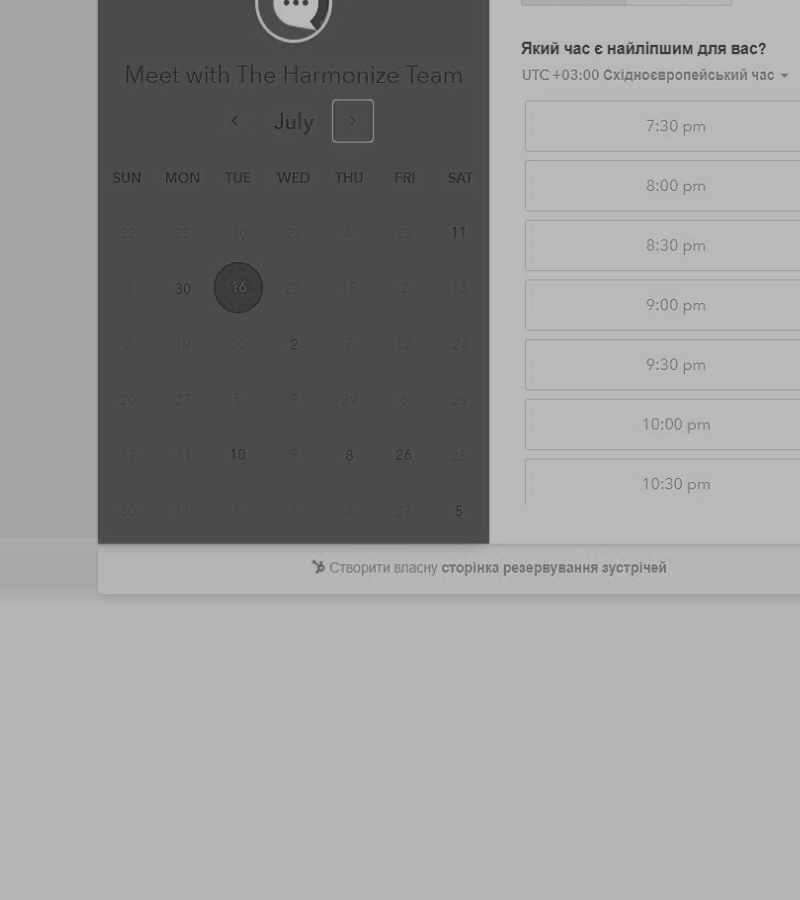 Meet with The Harmonize Team
July
SUN MON TUE WED THU FRI SAT
22 25 10 22 4 22 11
3 30 16 27 15 2 13
2 19 20 2 7 12 24
20 27 5 9 29 6 29
17 31 10 9 8 26 25
30 11 6 7 8 27 5
Який час є найліпшим для вас?
UTC +03:00 Східноєвропейський час
7:30 pm
8:00 pm
8:30 pm
9:00 pm
9:30 pm
10:00 pm
10:30 pm
Створити власну сторінка резервування зустрічей